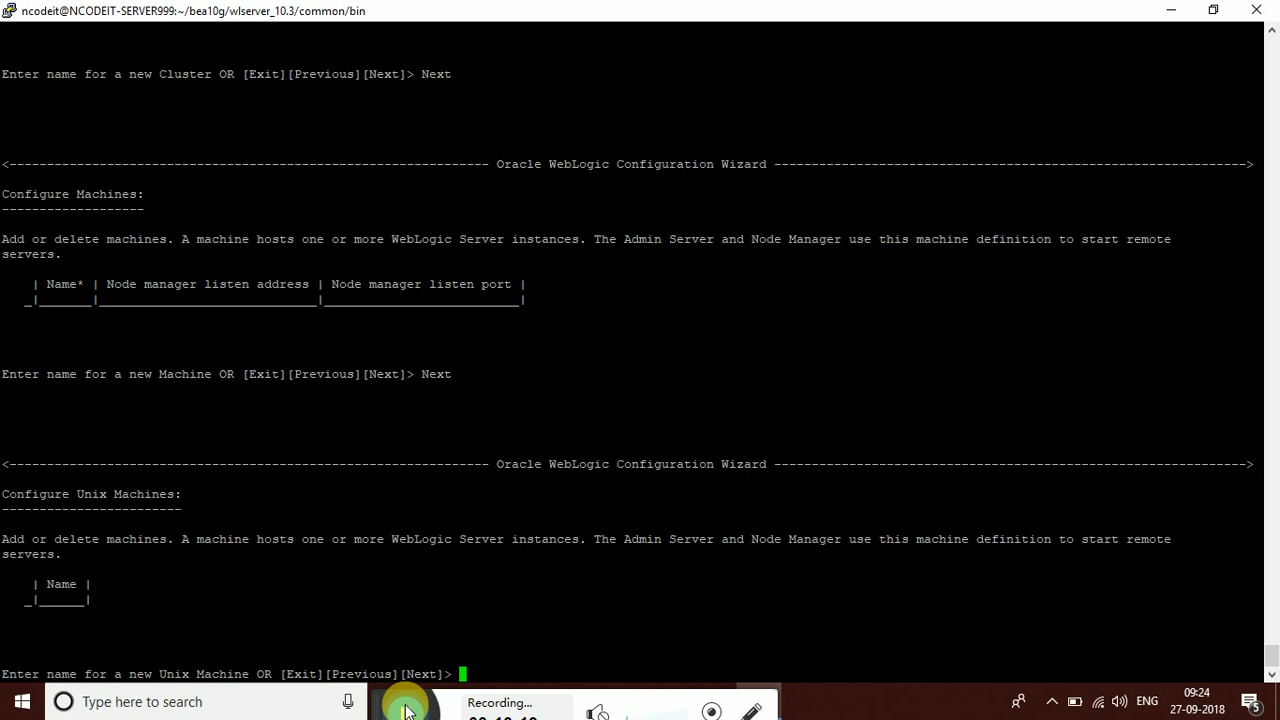 ncodeit@NCODEIT-SERVER999:~/bea10g/wlserver_10.3/common/bin
Enter name for a new Cluster OR [Exit][Previous][Next]> Next
<---------------------------------------------------------------- Oracle WebLogic Configuration Wizard --------------------------------------------------------------->
Configure Machines:
-------------------
Add or delete machines. A machine hosts one or more WebLogic Server instances. The Admin Server and Node Manager use this machine definition to start remote
servers.
| Name* | Node manager listen address | Node manager listen port |
_|_______|_____________________________|__________________________|
Enter name for a new Machine OR [Exit][Previous][Next]> Next
<---------------------------------------------------------------- Oracle WebLogic Configuration Wizard --------------------------------------------------------------->
Configure Unix Machines:
------------------------
Add or delete machines. A machine hosts one or more WebLogic Server instances. The Admin Server and Node Manager use this machine definition to start remote
servers.
| Name |
_|______|
Enter name for a new Unix Machine OR [Exit][Previous][Next]>
Type here to search
Recording...
ENG
09:24
27-09-2018
5